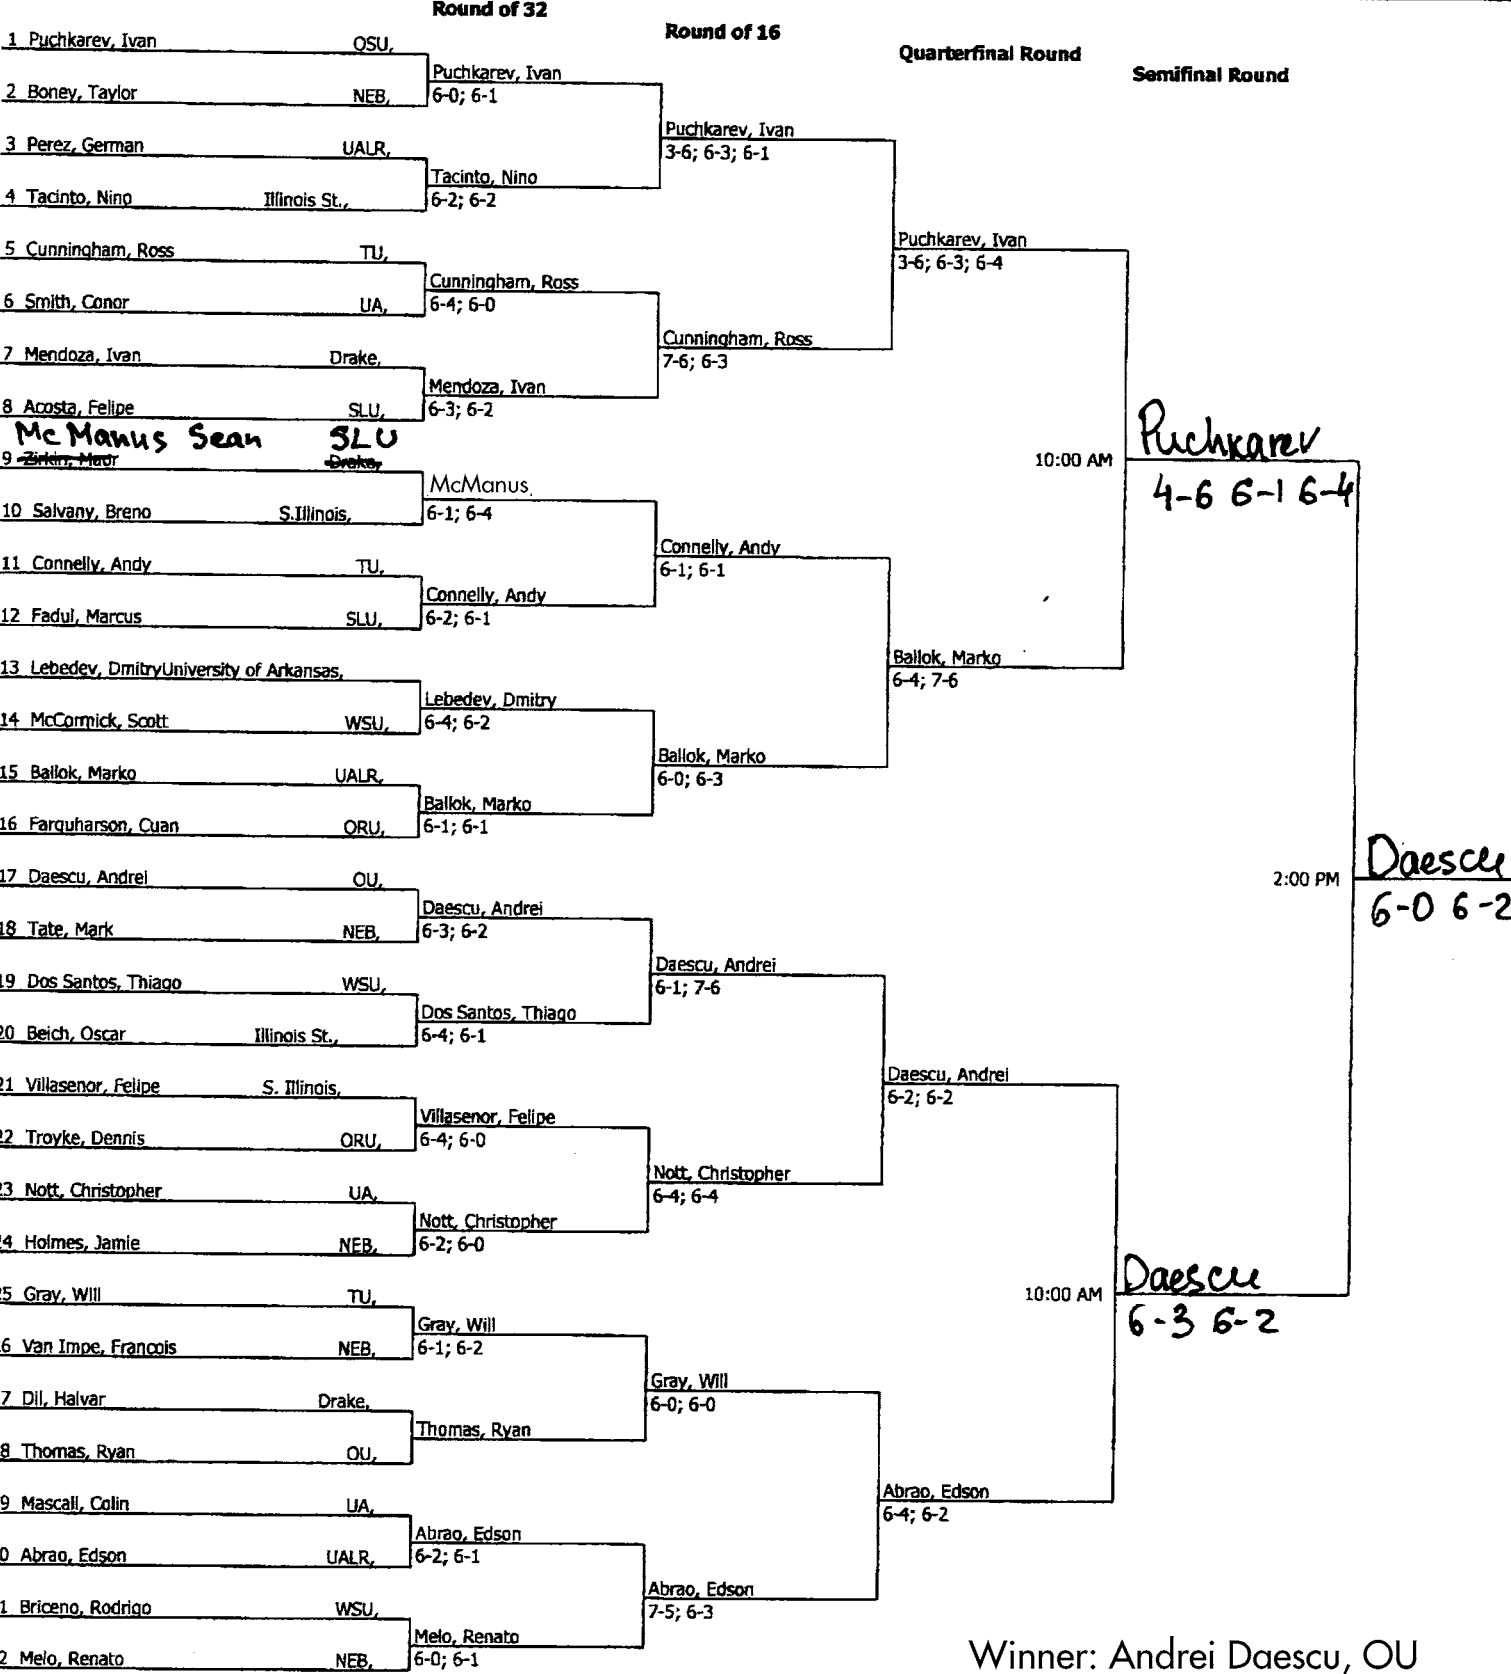 Round of 32
Round of 16
Quarterfinal Round
Semifinal Round
1 Puchkarev, Ivan OSU,
Puchkarev, Ivan
6-0; 6-1
2 Boney, Taylor NEB,
Puchkarev, Ivan
3-6; 6-3; 6-1
3 Perez, German UALR,
Tacinto, Nino
6-2; 6-2
4 Tacinto, Nino Illinois St.,
Puchkarev, Ivan
3-6; 6-3; 6-4
5 Cunningham, Ross TU,
Cunningham, Ross
6-4; 6-0
6 Smith, Conor UA,
Cunningham, Ross
7-6; 6-3
7 Mendoza, Ivan Drake,
Mendoza, Ivan
6-3; 6-2
8 Acosta, Felipe SLU,
Mc Manus Sean SLU
10:00 AM
Puchkarev
4-6 6-1 6-4
9 Zirkin, Maor Drake,
McManus
6-1; 6-4
10 Salvany, Breno S.Illinois,
Connelly, Andy
6-1; 6-1
11 Connelly, Andy TU,
Connelly, Andy
6-2; 6-1
12 Fadul, Marcus SLU,
Ballok, Marko
6-4; 7-6
13 Lebedev, DmitryUniversity of Arkansas,
Lebedev, Dmitry
6-4; 6-2
14 McCormick, Scott WSU,
Ballok, Marko
6-0; 6-3
15 Ballok, Marko UALR,
Ballok, Marko
6-1; 6-1
16 Farquharson, Cuan ORU,
2:00 PM
Daescu
6-0 6-2
17 Daescu, Andrei OU,
Daescu, Andrei
6-3; 6-2
18 Tate, Mark NEB,
Daescu, Andrei
6-1; 7-6
19 Dos Santos, Thiago WSU,
Dos Santos, Thiago
6-4; 6-1
20 Beich, Oscar Illinois St.,
Daescu, Andrei
6-2; 6-2
21 Villasenor, Felipe S. Illinois,
Villasenor, Felipe
6-4; 6-0
22 Troyke, Dennis ORU,
Nott, Christopher
6-4; 6-4
23 Nott, Christopher UA,
Nott, Christopher
6-2; 6-0
4 Holmes, Jamie NEB,
10:00 AM
Daescu
6-3 6-2
5 Gray, Will TU,
Gray, Will
6-1; 6-2
6 Van Impe, Francois NEB,
Gray, Will
6-0; 6-0
7 Dil, Halvar Drake,
Thomas, Ryan
8 Thomas, Ryan OU,
Abrao, Edson
6-4; 6-2
9 Mascall, Colin UA,
Abrao, Edson
6-2; 6-1
0 Abrao, Edson UALR,
Abrao, Edson
7-5; 6-3
1 Briceno, Rodrigo WSU,
Melo, Renato
6-0; 6-1
2 Melo, Renato NEB,
Winner: Andrei Daescu, OU